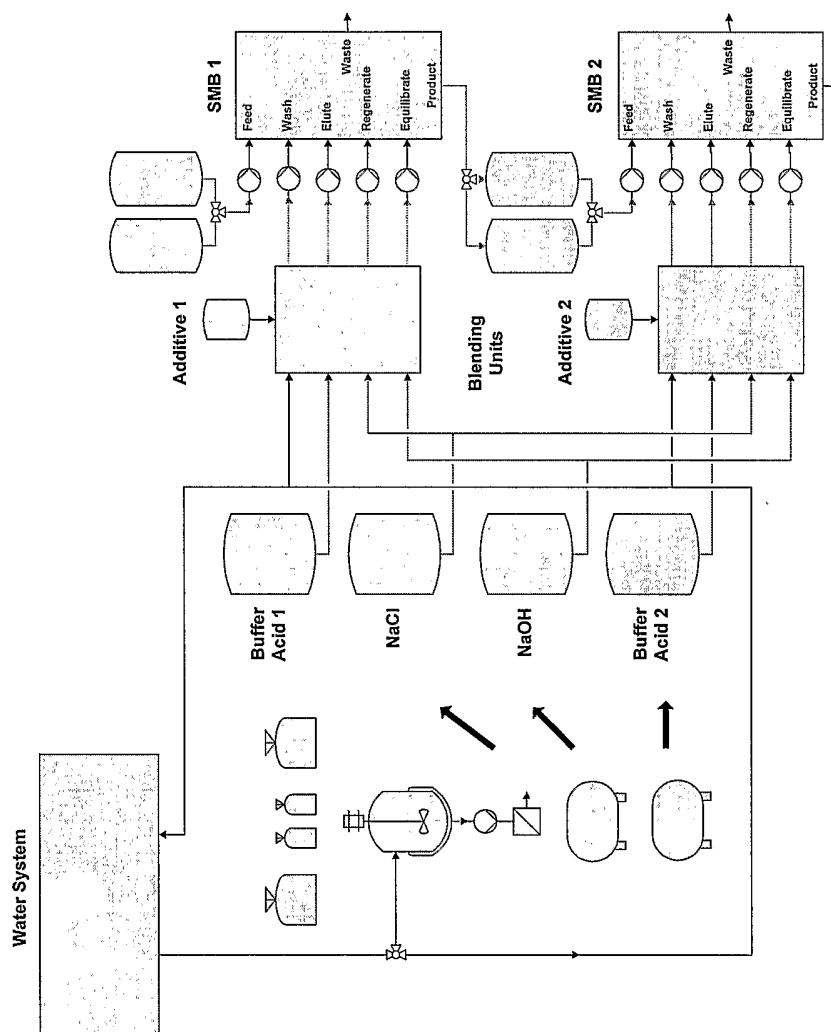 Water System
Buffer
Acid 1
NaCl
NaOH
Buffer
Acid 2
Additive 1
Blending
Units
Additive 2
SMB 1
Feed
Wash
Elute
Regenerate
Equilibrate
Waste
Product
SMB 2
Feed
Wash
Elute
Regenerate
Equilibrate
Waste
Product